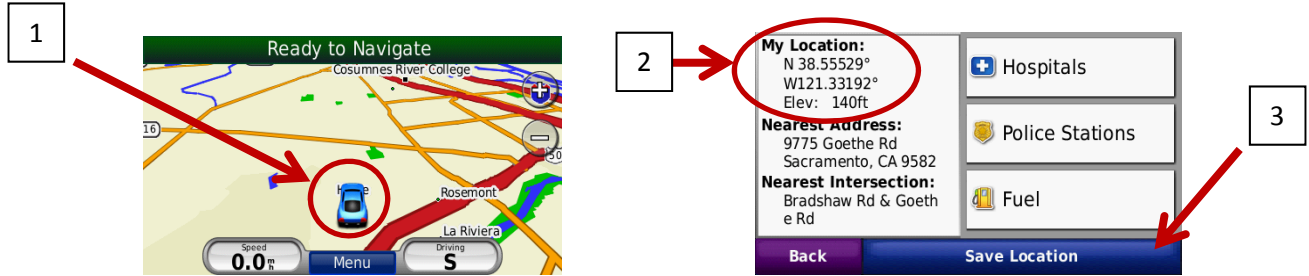 1
Ready to Navigate
Cosumnes River College
16
50
Rosemont
La Riviera
Speed
0.0 m/h
Menu
Driving
S
2
My Location:
N 38.55529°
W121.33192°
Elev: 140ft
Nearest Address:
9775 Goethe Rd
Sacramento, CA 9582
Nearest Intersection:
Bradshaw Rd & Goeth
e Rd
Hospitals
Police Stations
Fuel
Back
Save Location
3